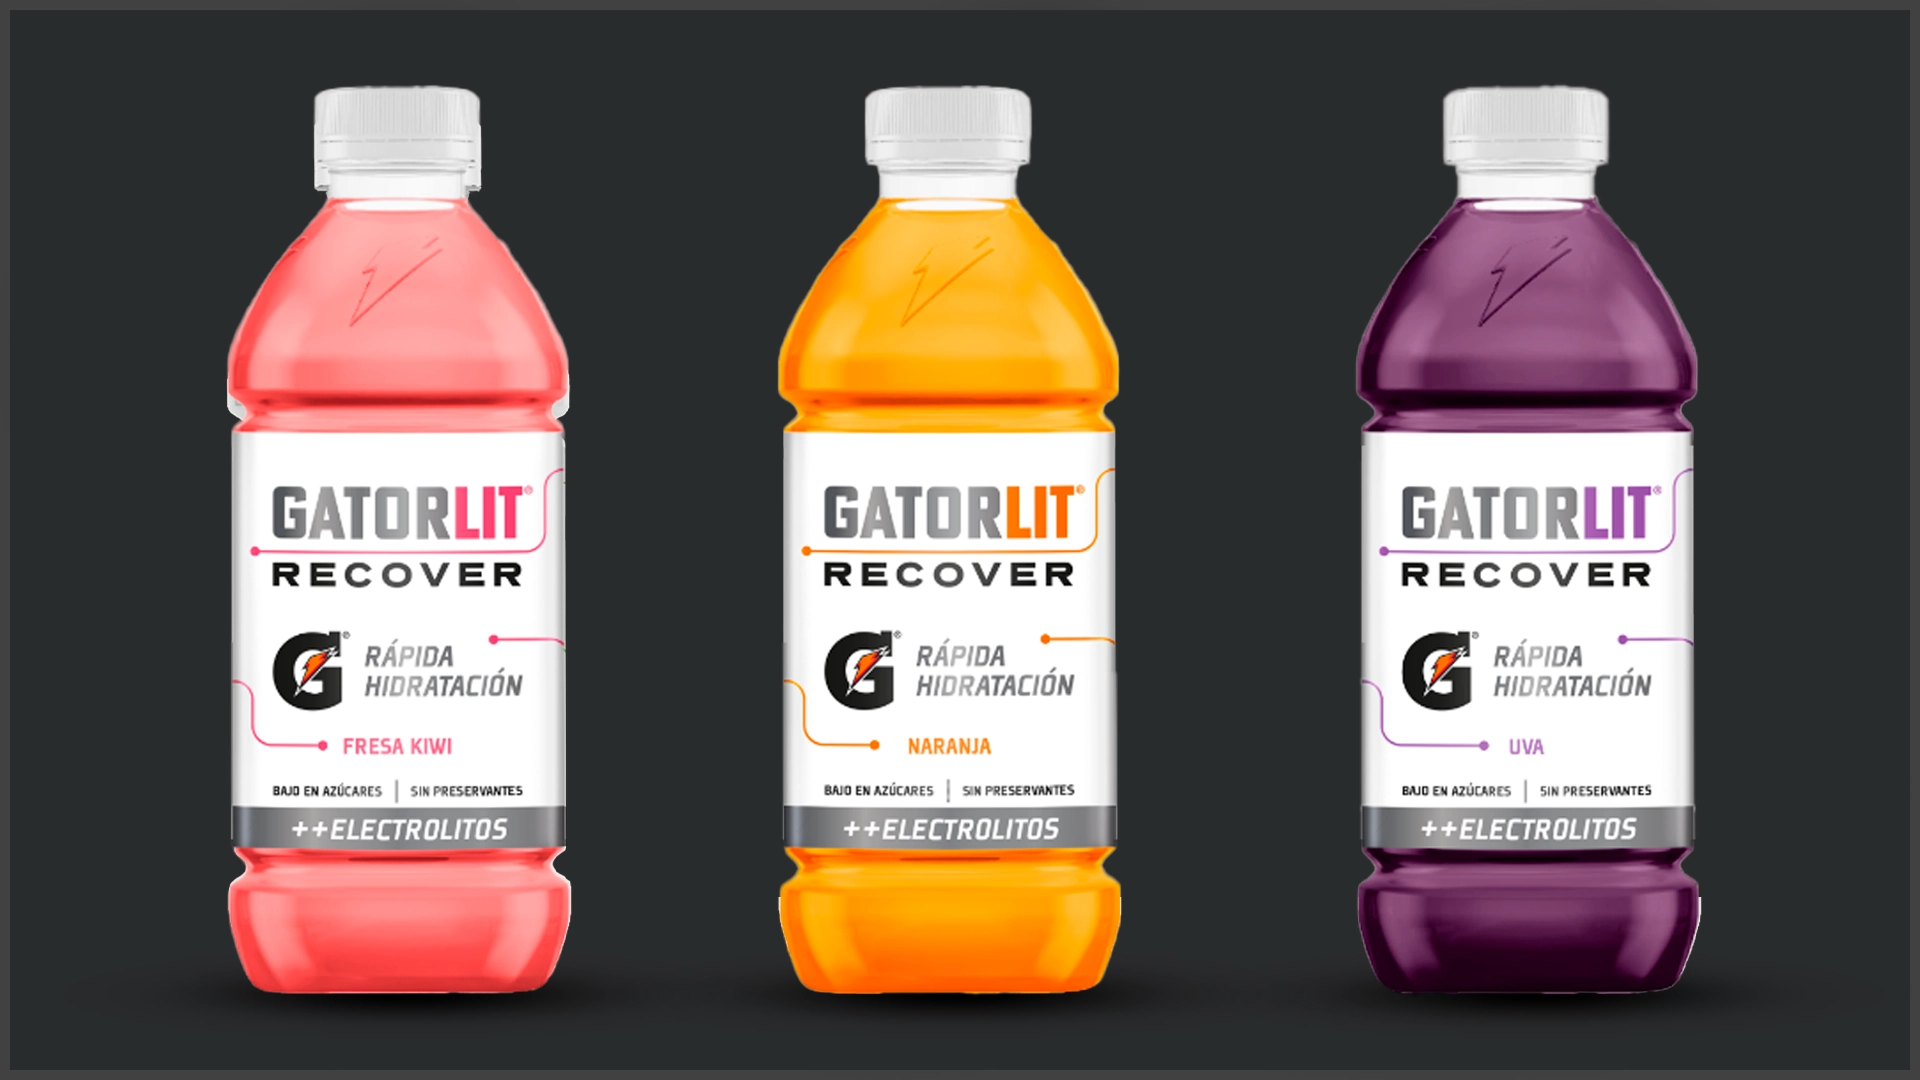 GATORLIT®
RECOVER
G®
RÁPIDA
HIDRATACIÓN
FRESA KIWI
BAJO EN AZÚCARES | SIN PRESERVANTES
++ELECTROLITOS
GATORLIT®
RECOVER
G®
RÁPIDA
HIDRATACIÓN
NARANJA
BAJO EN AZÚCARES | SIN PRESERVANTES
++ELECTROLITOS
GATORLIT®
RECOVER
G®
RÁPIDA
HIDRATACIÓN
UVA
BAJO EN AZÚCARES | SIN PRESERVANTES
++ELECTROLITOS